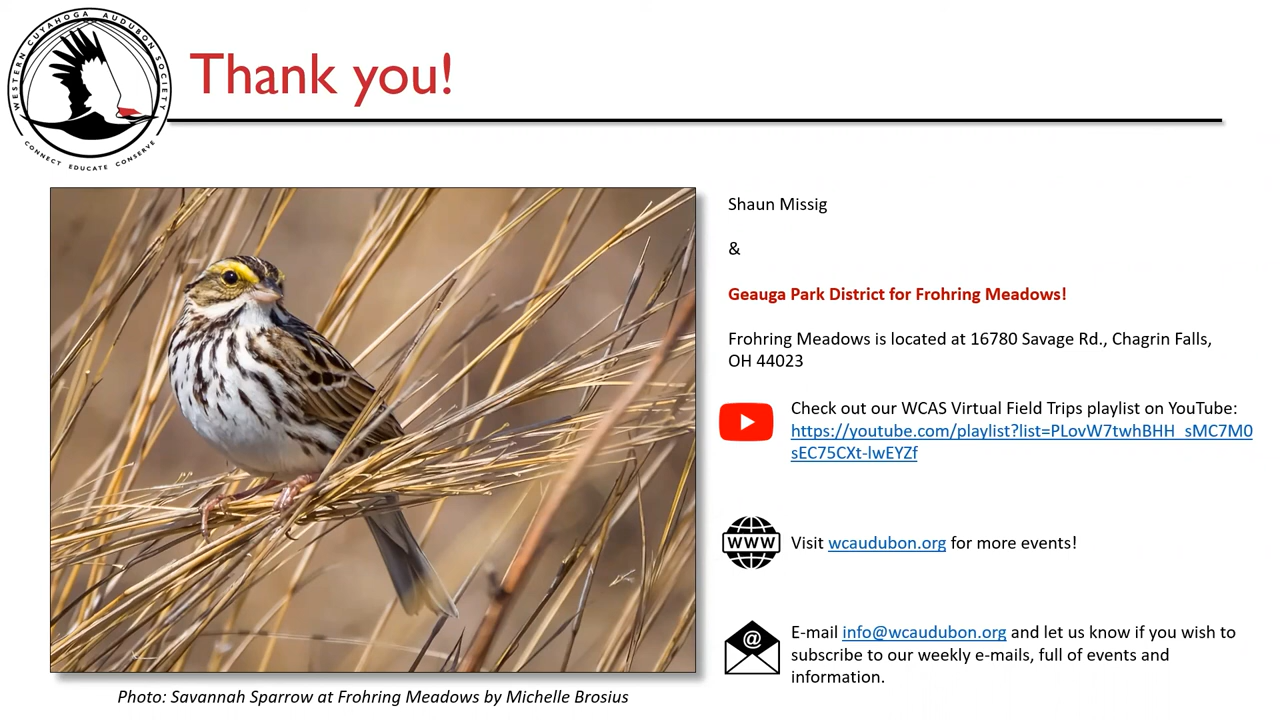 WESTERN CUYAHOGA AUDUBON SOCIETY
CONNECT EDUCATE CONSERVE
Thank you!
Shaun Missig
&
Geauga Park District for Frohring Meadows!
Frohring Meadows is located at 16780 Savage Rd., Chagrin Falls,
OH 44023
Check out our WCAS Virtual Field Trips playlist on YouTube:
https://youtube.com/playlist?list=PLovW7twhBHH_sMC7M0
sEC75CXt-lwEYZf
WWW
Visit wcaudubon.org for more events!
@
E-mail info@wcaudubon.org and let us know if you wish to
subscribe to our weekly e-mails, full of events and
information.
Photo: Savannah Sparrow at Frohring Meadows by Michelle Brosius